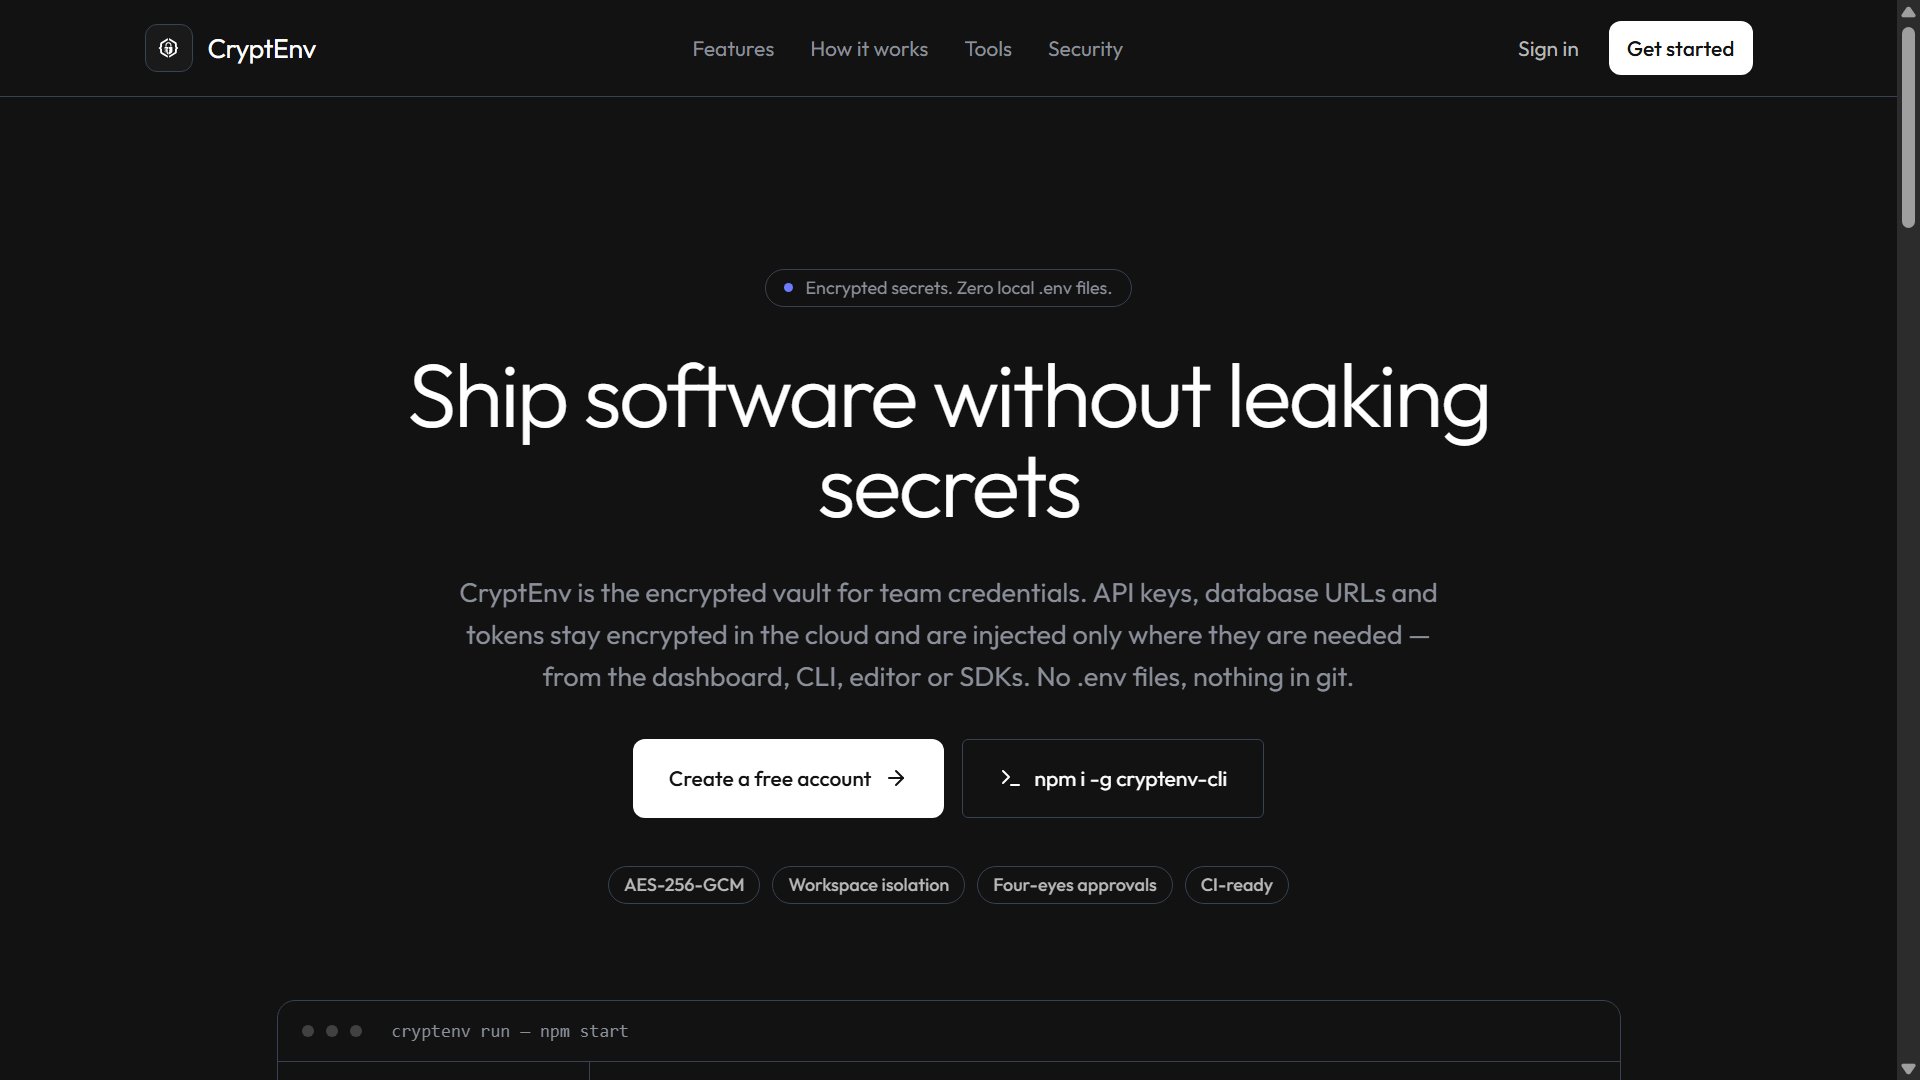 CryptEnv
Features
How it works
Tools
Security
Sign in
Get started
Encrypted secrets. Zero local .env files.
Ship software without leaking
secrets
CryptEnv is the encrypted vault for team credentials. API keys, database URLs and
tokens stay encrypted in the cloud and are injected only where they are needed —
from the dashboard, CLI, editor or SDKs. No .env files, nothing in git.
Create a free account →
>_ npm i -g cryptenv-cli
AES-256-GCM
Workspace isolation
Four-eyes approvals
CI-ready
cryptenv run — npm start